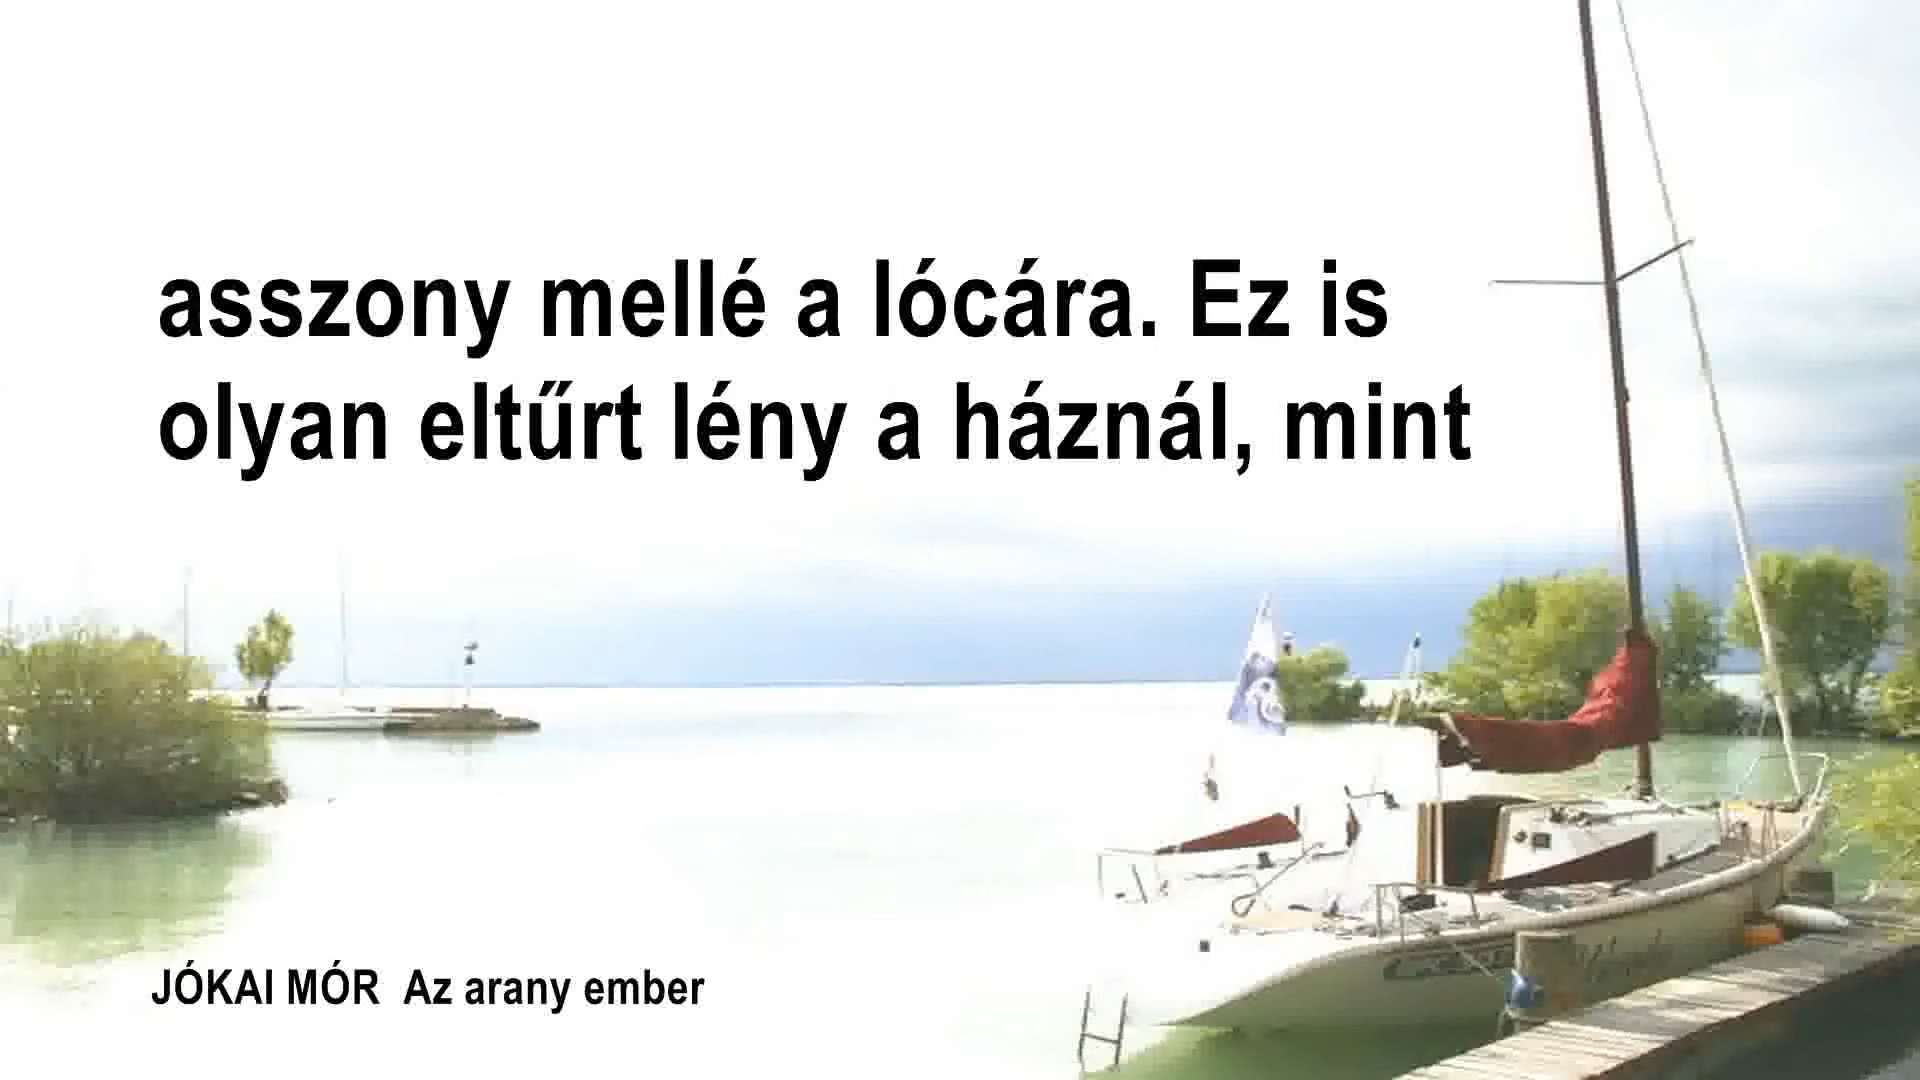 asszony mellé a lócára. Ez is
olyan eltűrt lény a háznál, mint
JÓKAI MÓR Az arany ember